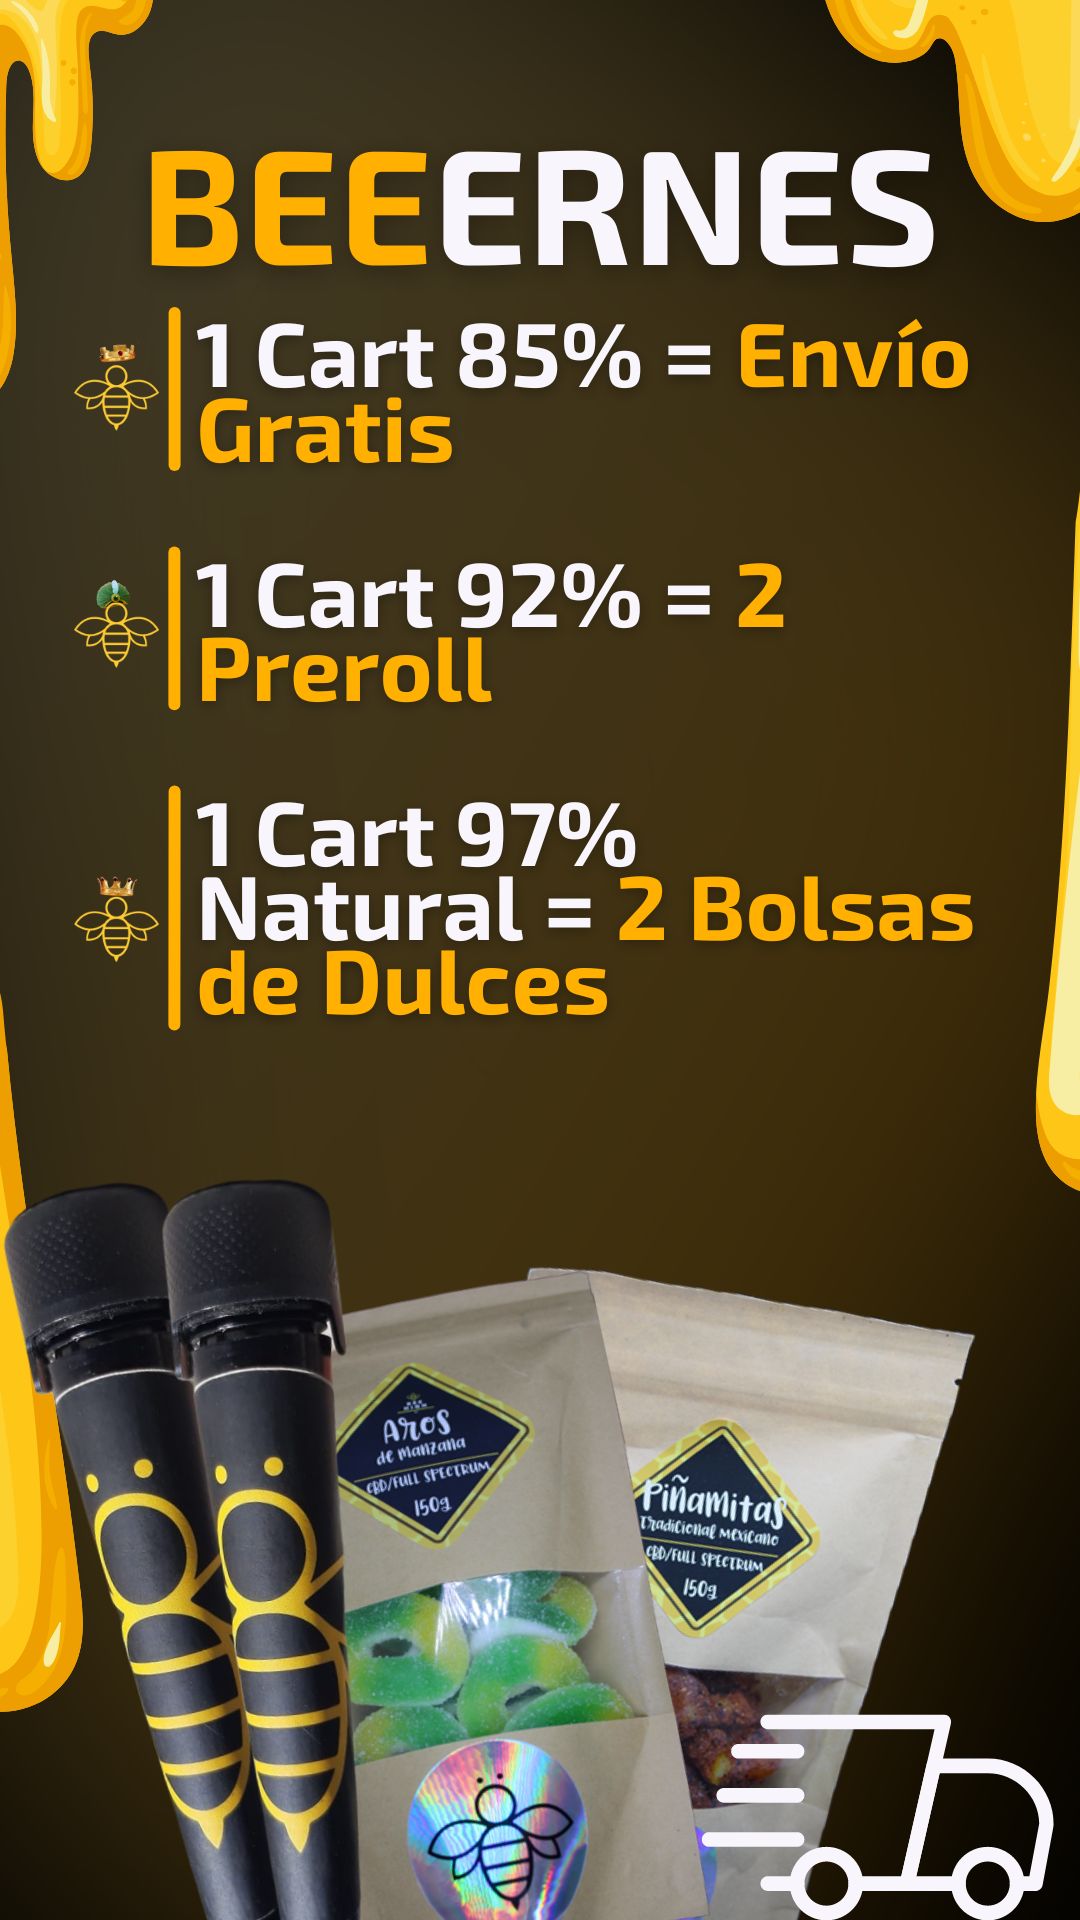 BEEERNES
1 Cart 85% = Envío
Gratis
1 Cart 92% = 2
Preroll
1 Cart 97%
Natural = 2 Bolsas
de Dulces
Aros
de manzana
CBD/FULL SPECTRUM
150g
Piñamitas
Tradicional mexicano
CBD/FULL SPECTRUM
150g